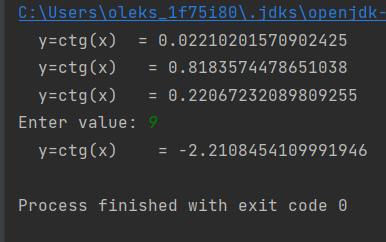 C:\Users\oleks_1f75i80\.jdks\openjdk-
y=ctg(x) = 0.02210201570902425
y=ctg(x) = 0.8183574478651038
y=ctg(x) = 0.22067232089809255
Enter value: 9
y=ctg(x) = -2.2108454109991946
Process finished with exit code 0